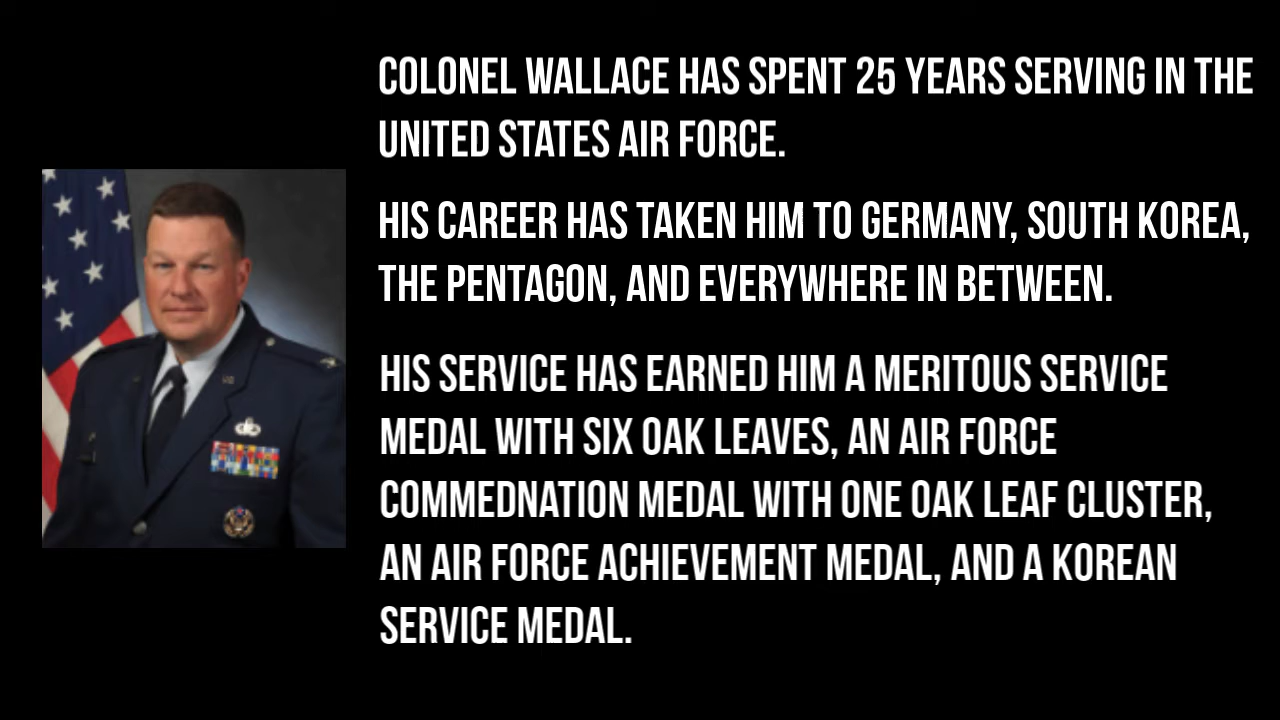 COLONEL WALLACE HAS SPENT 25 YEARS SERVING IN THE
UNITED STATES AIR FORCE.
HIS CAREER HAS TAKEN HIM TO GERMANY, SOUTH KOREA,
THE PENTAGON, AND EVERYWHERE IN BETWEEN.
HIS SERVICE HAS EARNED HIM A MERITOUS SERVICE
MEDAL WITH SIX OAK LEAVES, AN AIR FORCE
COMMEDNATION MEDAL WITH ONE OAK LEAF CLUSTER,
AN AIR FORCE ACHIEVEMENT MEDAL, AND A KOREAN
SERVICE MEDAL.